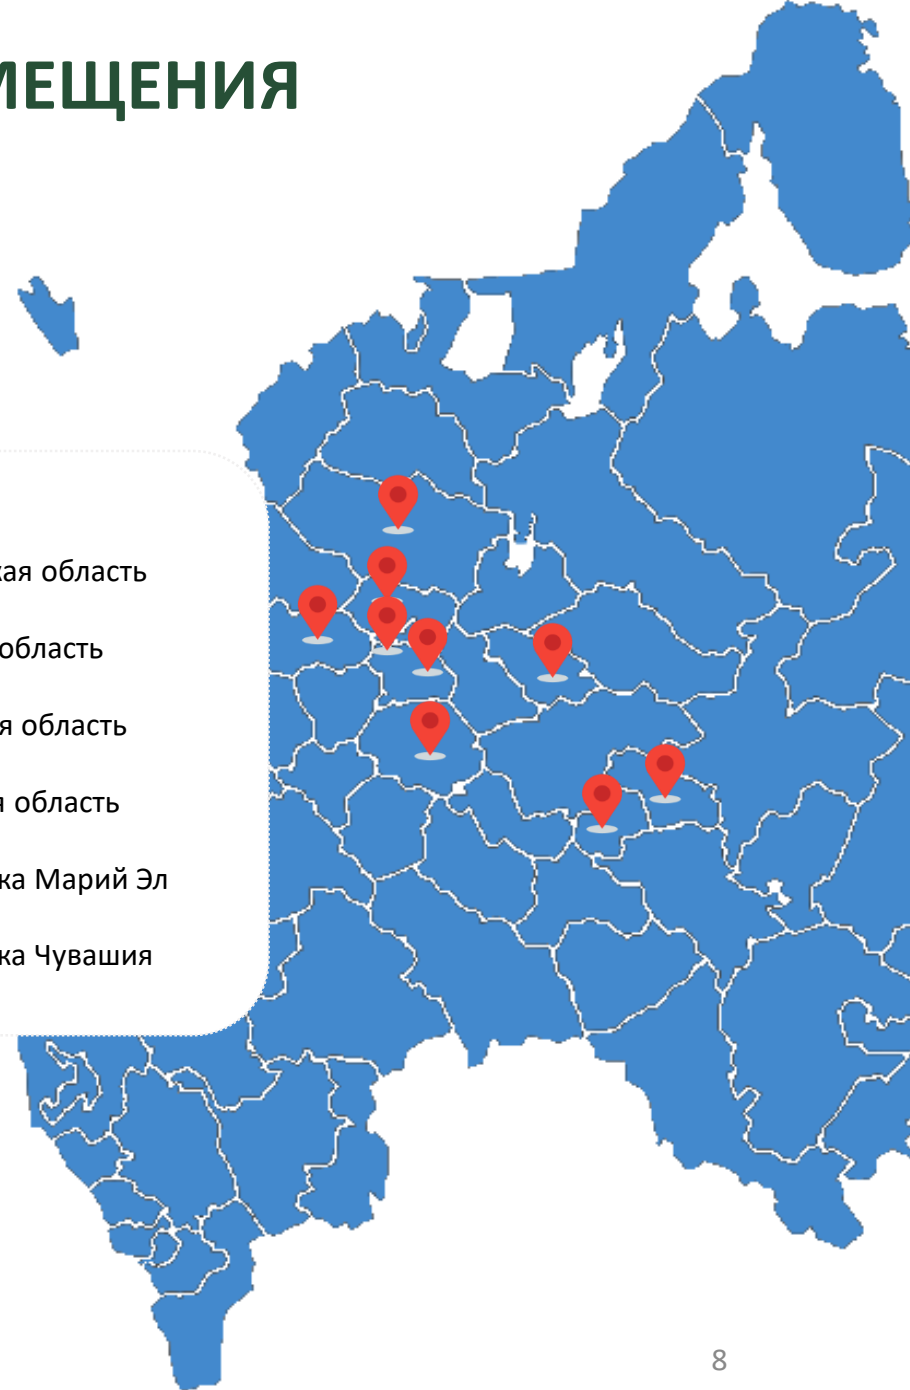 МЕЩЕНИЯ
кая область
область
я область
я область
ка Марий Эл
ка Чувашия
8